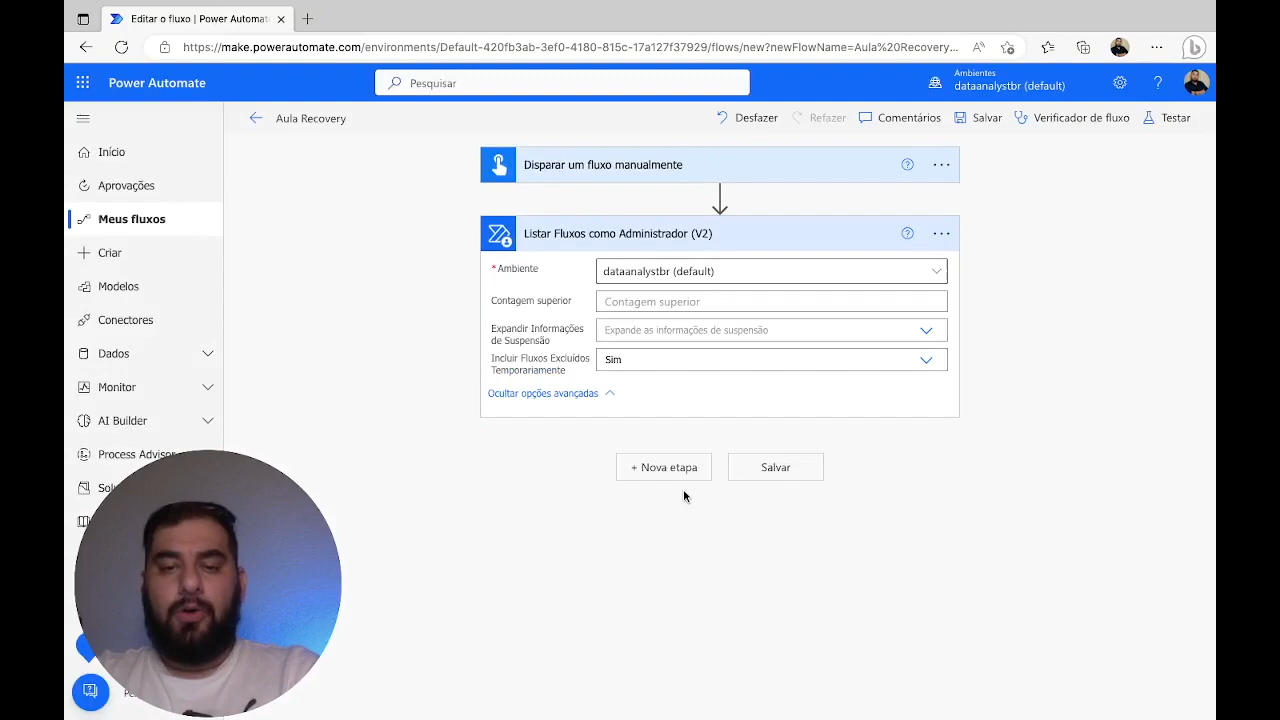 Editar o fluxo | Power Automat
https://make.powerautomate.com/environments/Default-420fb3ab-3ef0-4180-815c-17a127f37929/flows/new?newFlowName=Aula%20Recovery...
Power Automate
Pesquisar
Ambientes
dataanalystbr (default)
Aula Recovery
Desfazer
Refazer
Comentários
Salvar
Verificador de fluxo
Testar
Início
Aprovações
Meus fluxos
Criar
Modelos
Conectores
Dados
Monitor
AI Builder
Process Advisor
Disparar um fluxo manualmente
Listar Fluxos como Administrador (V2)
* Ambiente
dataanalystbr (default)
Contagem superior
Contagem superior
Expandir Informações
de Suspensão
Expande as informações de suspensão
Incluir Fluxos Excluídos
Temporariamente
Sim
Ocultar opções avançadas
+ Nova etapa
Salvar